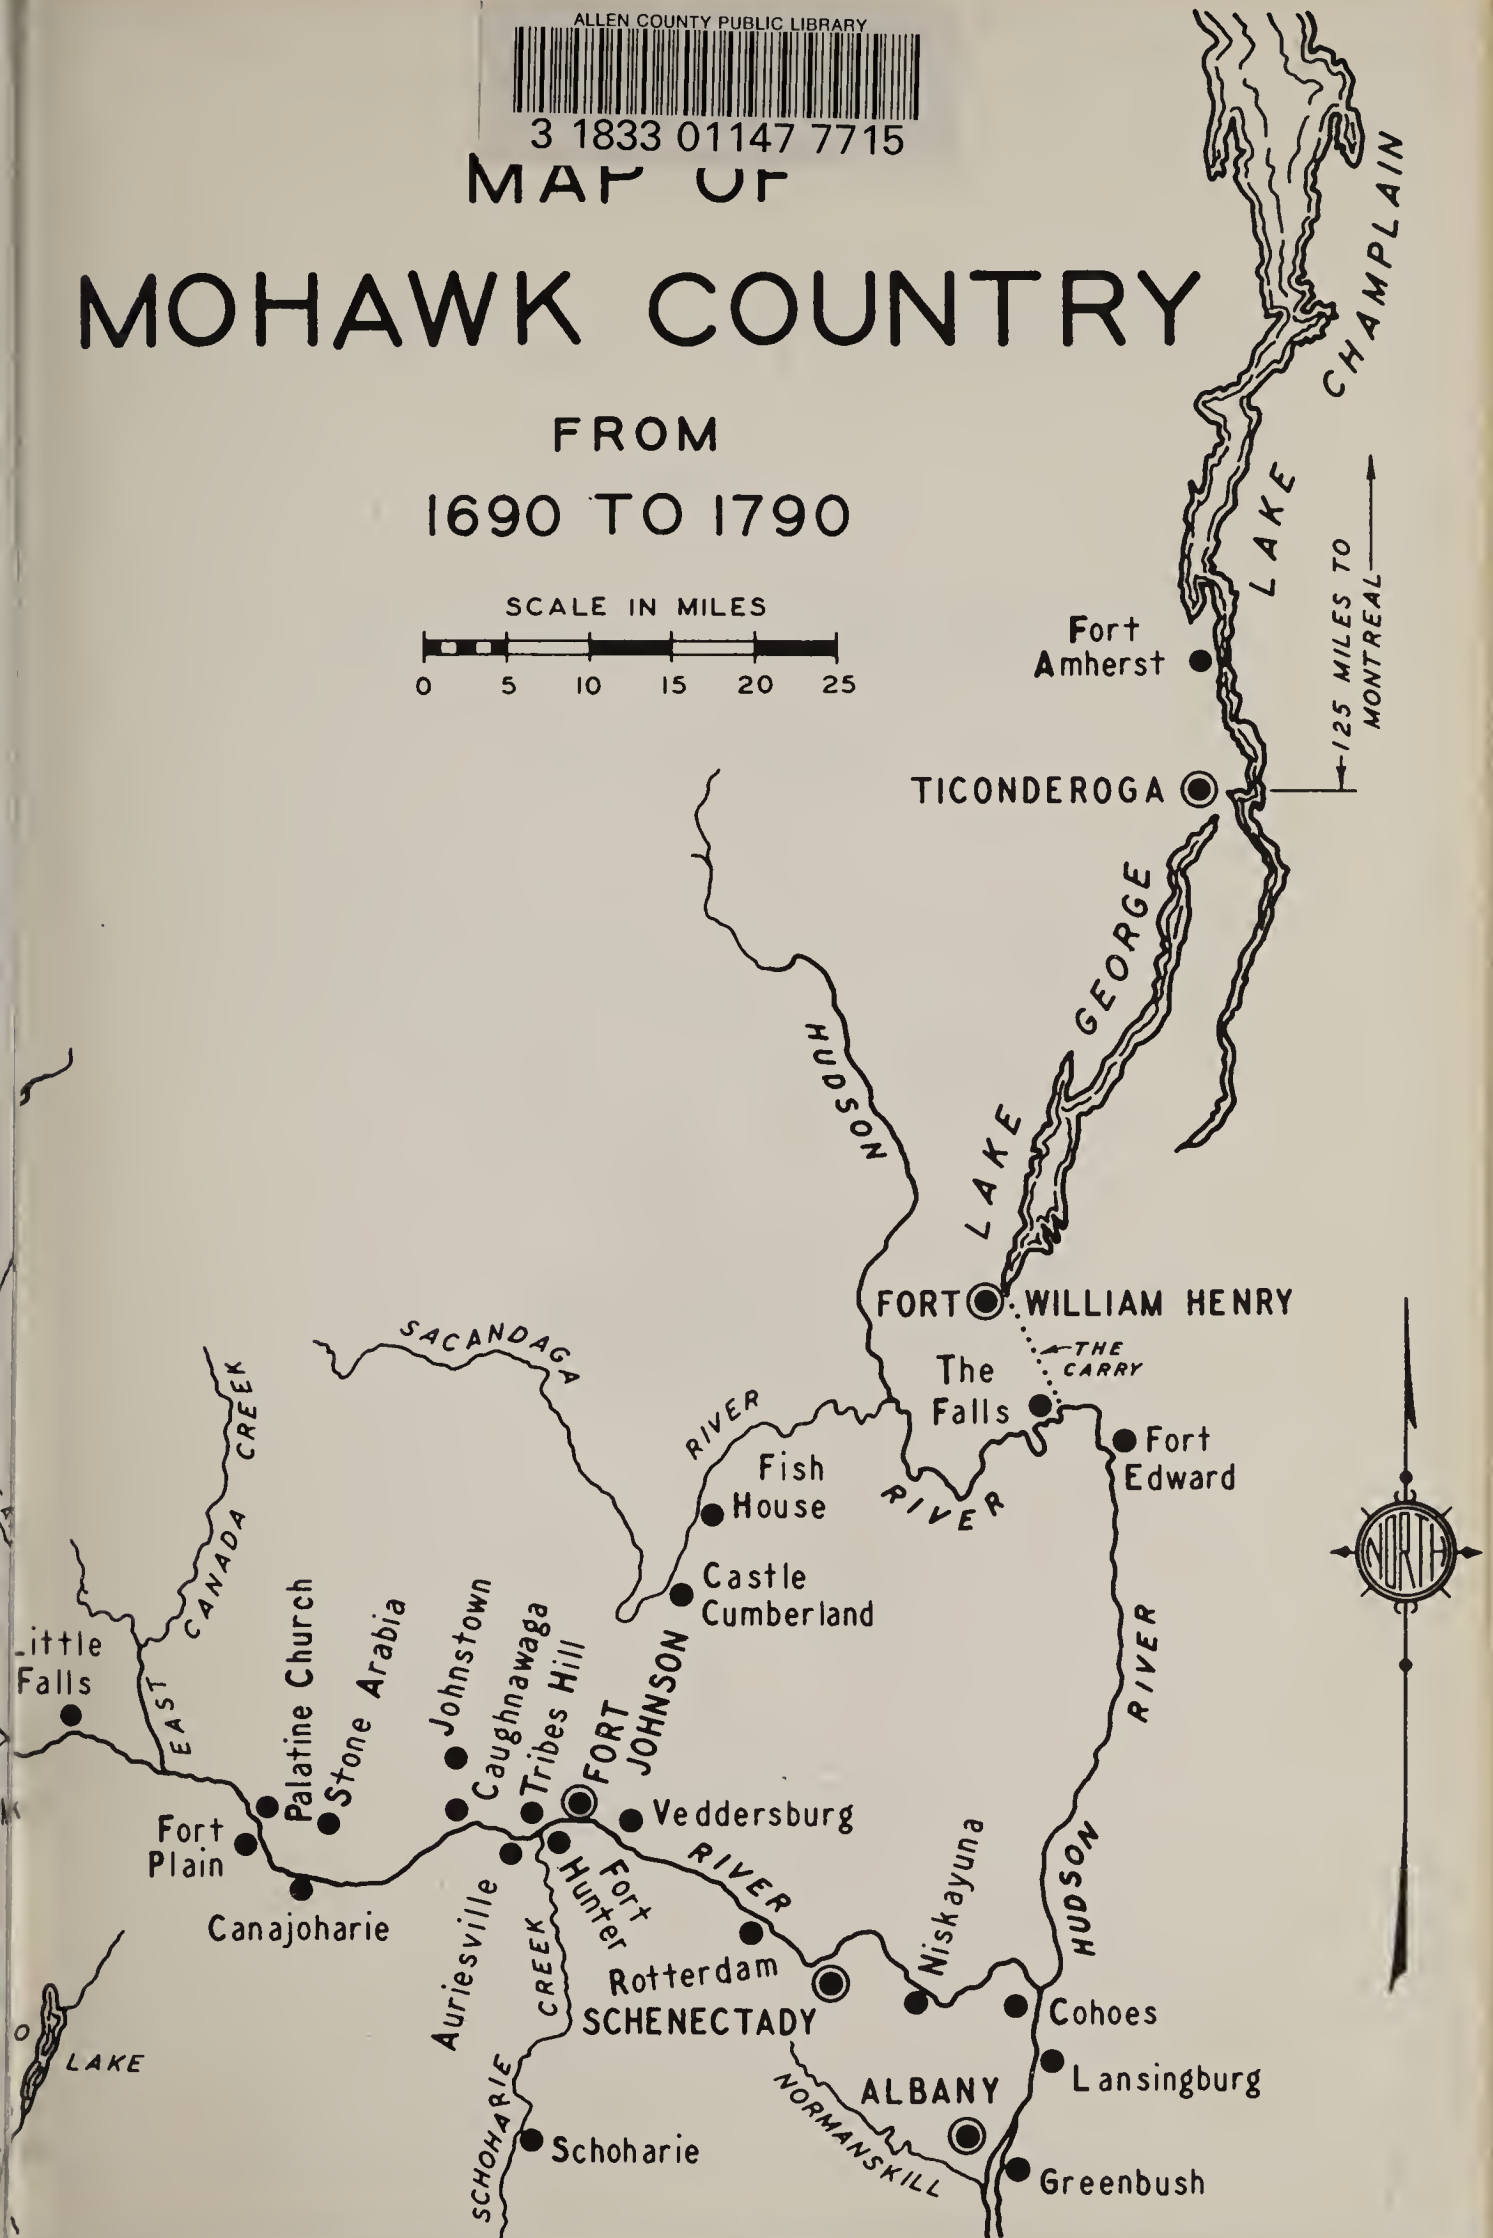 ALLEN COUNTY PUBLIC LIBRARY
3 1833 01147 7715
MAP OF
MOHAWK COUNTRY
FROM
1690 TO 1790
SCALE IN MILES
0 5 10 15 20 25
LAKE CHAMPLAIN
125 MILES TO
MONTREAL
Fort
Amherst
TICONDEROGA
LAKE GEORGE
HUDSON
RIVER
FORT WILLIAM HENRY
THE
CARRY
The
Falls
Fort
Edward
SACANDAGA
RIVER
Fish
House
Castle
Cumberland
NORTH
EAST CANADA CREEK
ittle
Falls
Palatine Church
Stone Arabia
Johnstown
Caughnawaga
Tribes Hill
FORT
JOHNSON
Veddersburg
HUDSON RIVER
Fort
Plain
Canajoharie
Auriesville
Fort
Hunter
RIVER
Rotterdam
SCHENECTADY
Niskayuna
Cohoes
Lansingburg
O
LAKE
SCHOHARIE CREEK
Schoharie
NORMANSKILL
ALBANY
Greenbush